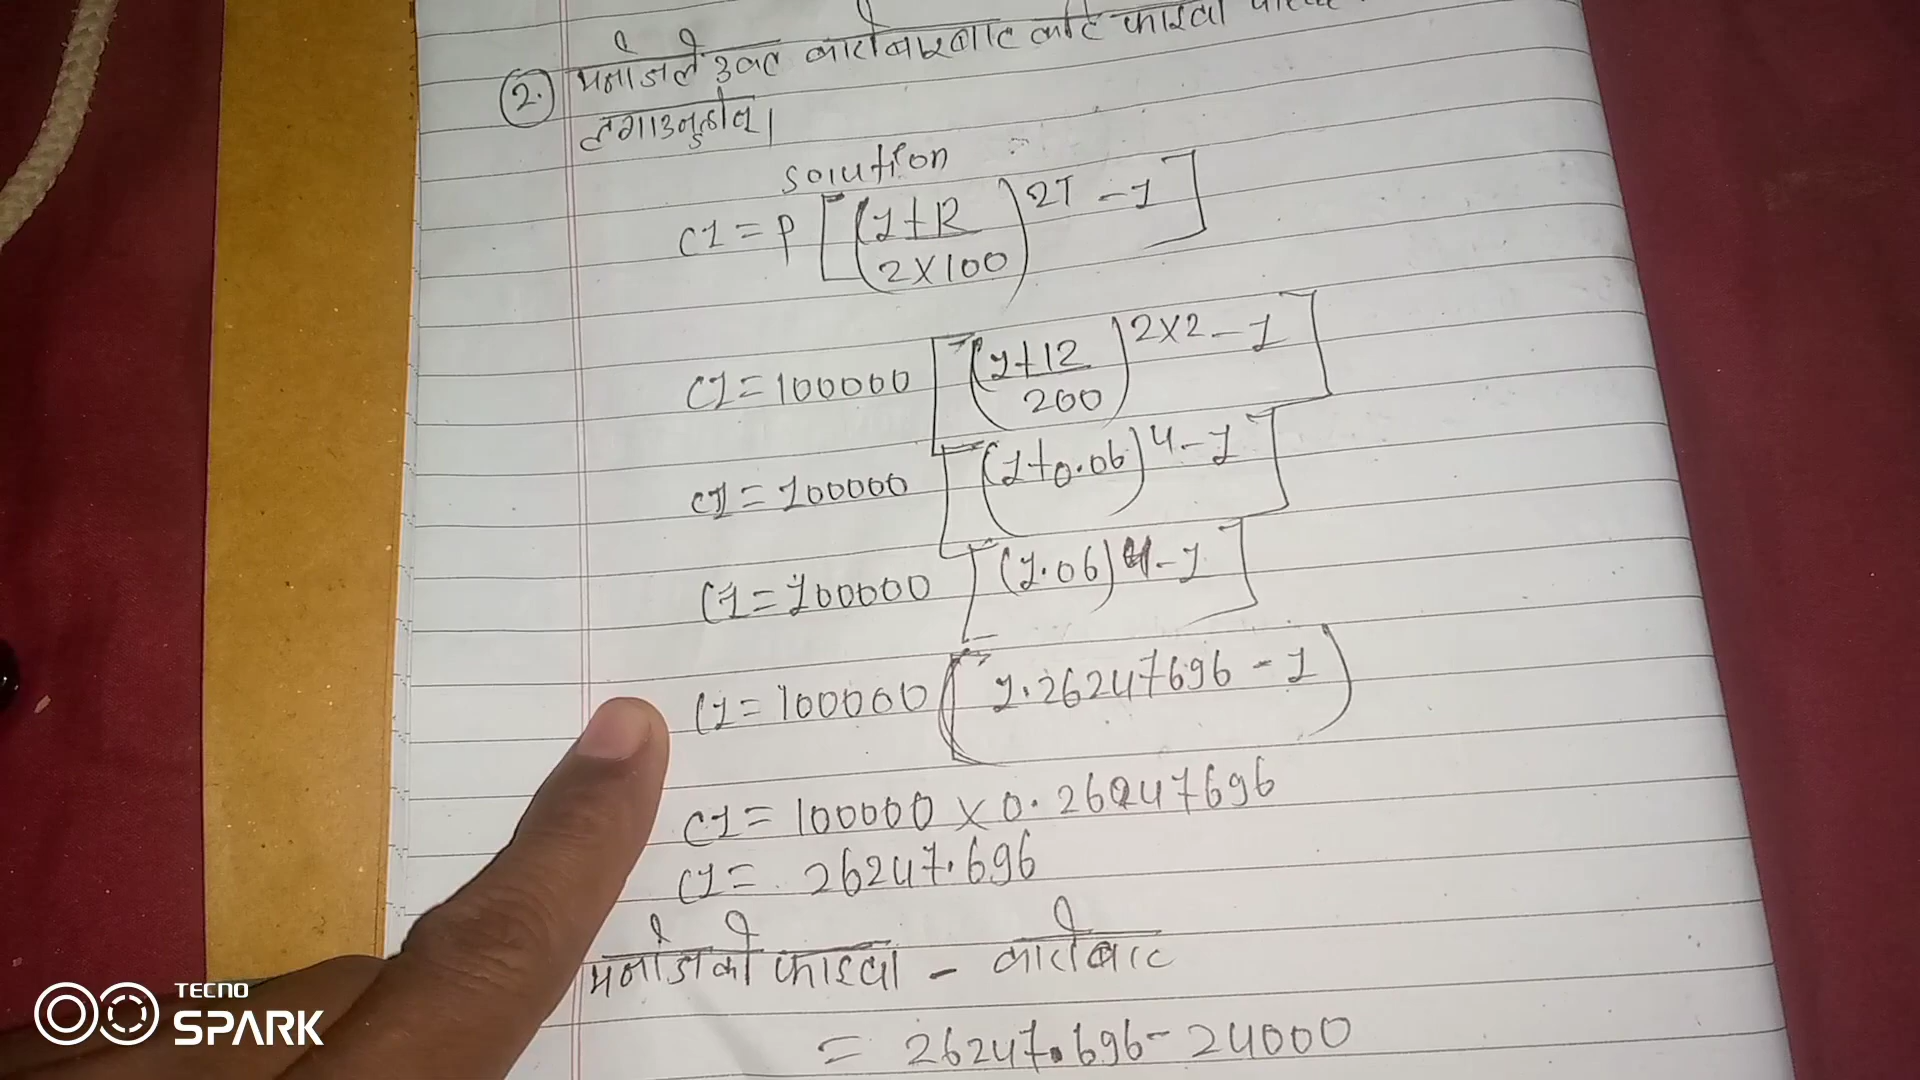 2. मनोजले उक्त कारोबारबाट कति फाइदा
लगाउनुहोस्।
solution
CI = P [(1+R/2×100)^2T - 1]
CI = 100000 [(1+12/200)^2×2 - 1]
CI = 100000 [(1+0.06)^4 - 1]
CI = 100000 [(1.06)^4 - 1]
CI = 100000 (1.26247696 - 1)
CI = 100000 × 0.26247696
CI = 26247.696
मनोजको फाइदा - कारोबार
= 26247.696 - 24000
TECNO
SPARK